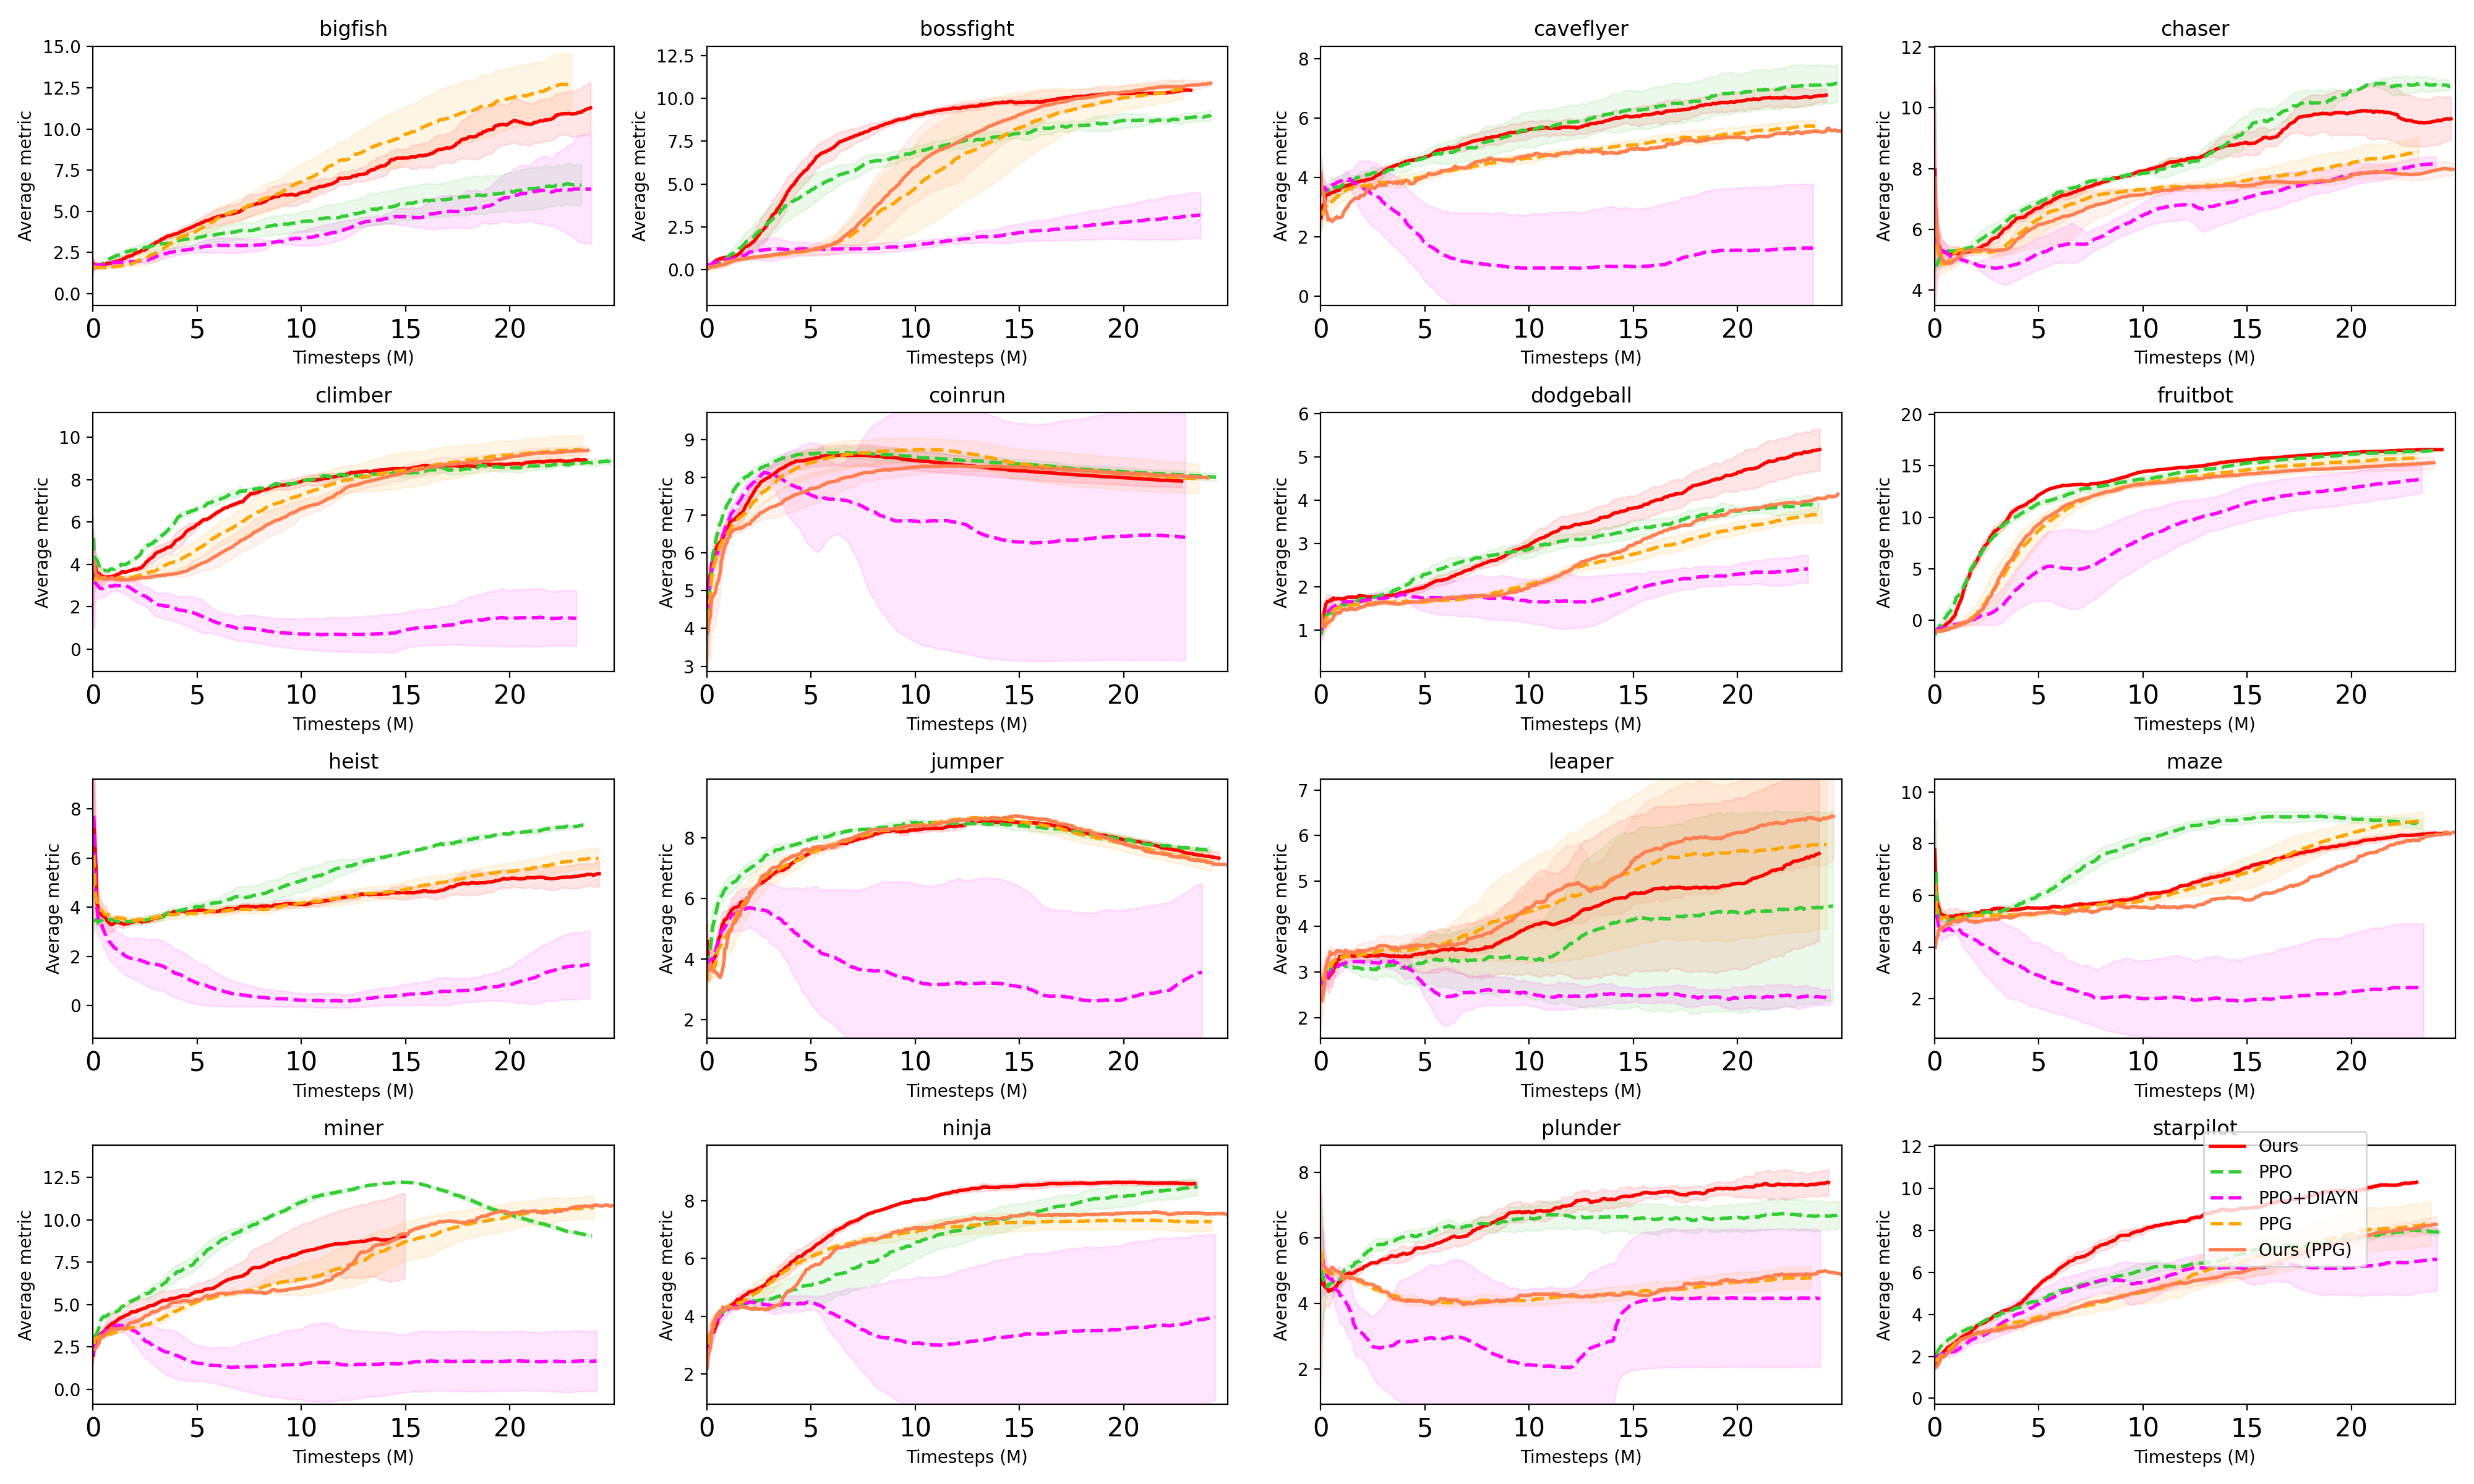 bigfish
15.0
12.5
10.0
7.5
5.0
2.5
0.0
Average metric
0 5 10 15 20
Timesteps (M)
bossfight
12.5
10.0
7.5
5.0
2.5
0.0
Average metric
0 5 10 15 20
Timesteps (M)
caveflyer
8
6
4
2
0
Average metric
0 5 10 15 20
Timesteps (M)
chaser
12
10
8
6
4
Average metric
0 5 10 15 20
Timesteps (M)
climber
10
8
6
4
2
0
Average metric
0 5 10 15 20
Timesteps (M)
coinrun
9
8
7
6
5
4
3
Average metric
0 5 10 15 20
Timesteps (M)
dodgeball
6
5
4
3
2
1
Average metric
0 5 10 15 20
Timesteps (M)
fruitbot
20
15
10
5
0
Average metric
0 5 10 15 20
Timesteps (M)
heist
8
6
4
2
0
Average metric
0 5 10 15 20
Timesteps (M)
jumper
8
6
4
2
Average metric
0 5 10 15 20
Timesteps (M)
leaper
7
6
5
4
3
2
Average metric
0 5 10 15 20
Timesteps (M)
maze
10
8
6
4
2
Average metric
0 5 10 15 20
Timesteps (M)
miner
12.5
10.0
7.5
5.0
2.5
0.0
Average metric
0 5 10 15 20
Timesteps (M)
ninja
8
6
4
2
Average metric
0 5 10 15 20
Timesteps (M)
plunder
8
6
4
2
Average metric
0 5 10 15 20
Timesteps (M)
starpilot
12
10
8
6
4
2
0
Average metric
0 5 10 15 20
Timesteps (M)
Ours
PPO
PPO+DIAYN
PPG
Ours (PPG)